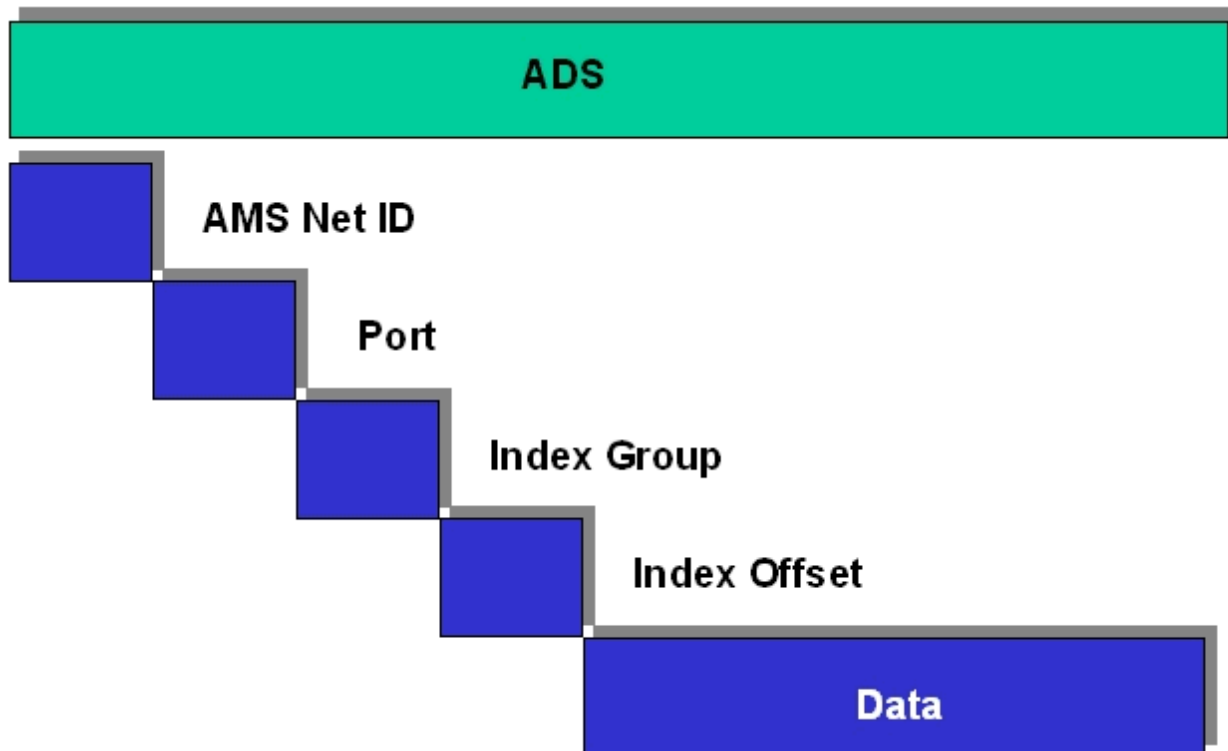 ADS
AMS Net ID
Port
Index Group
Index Offset
Data